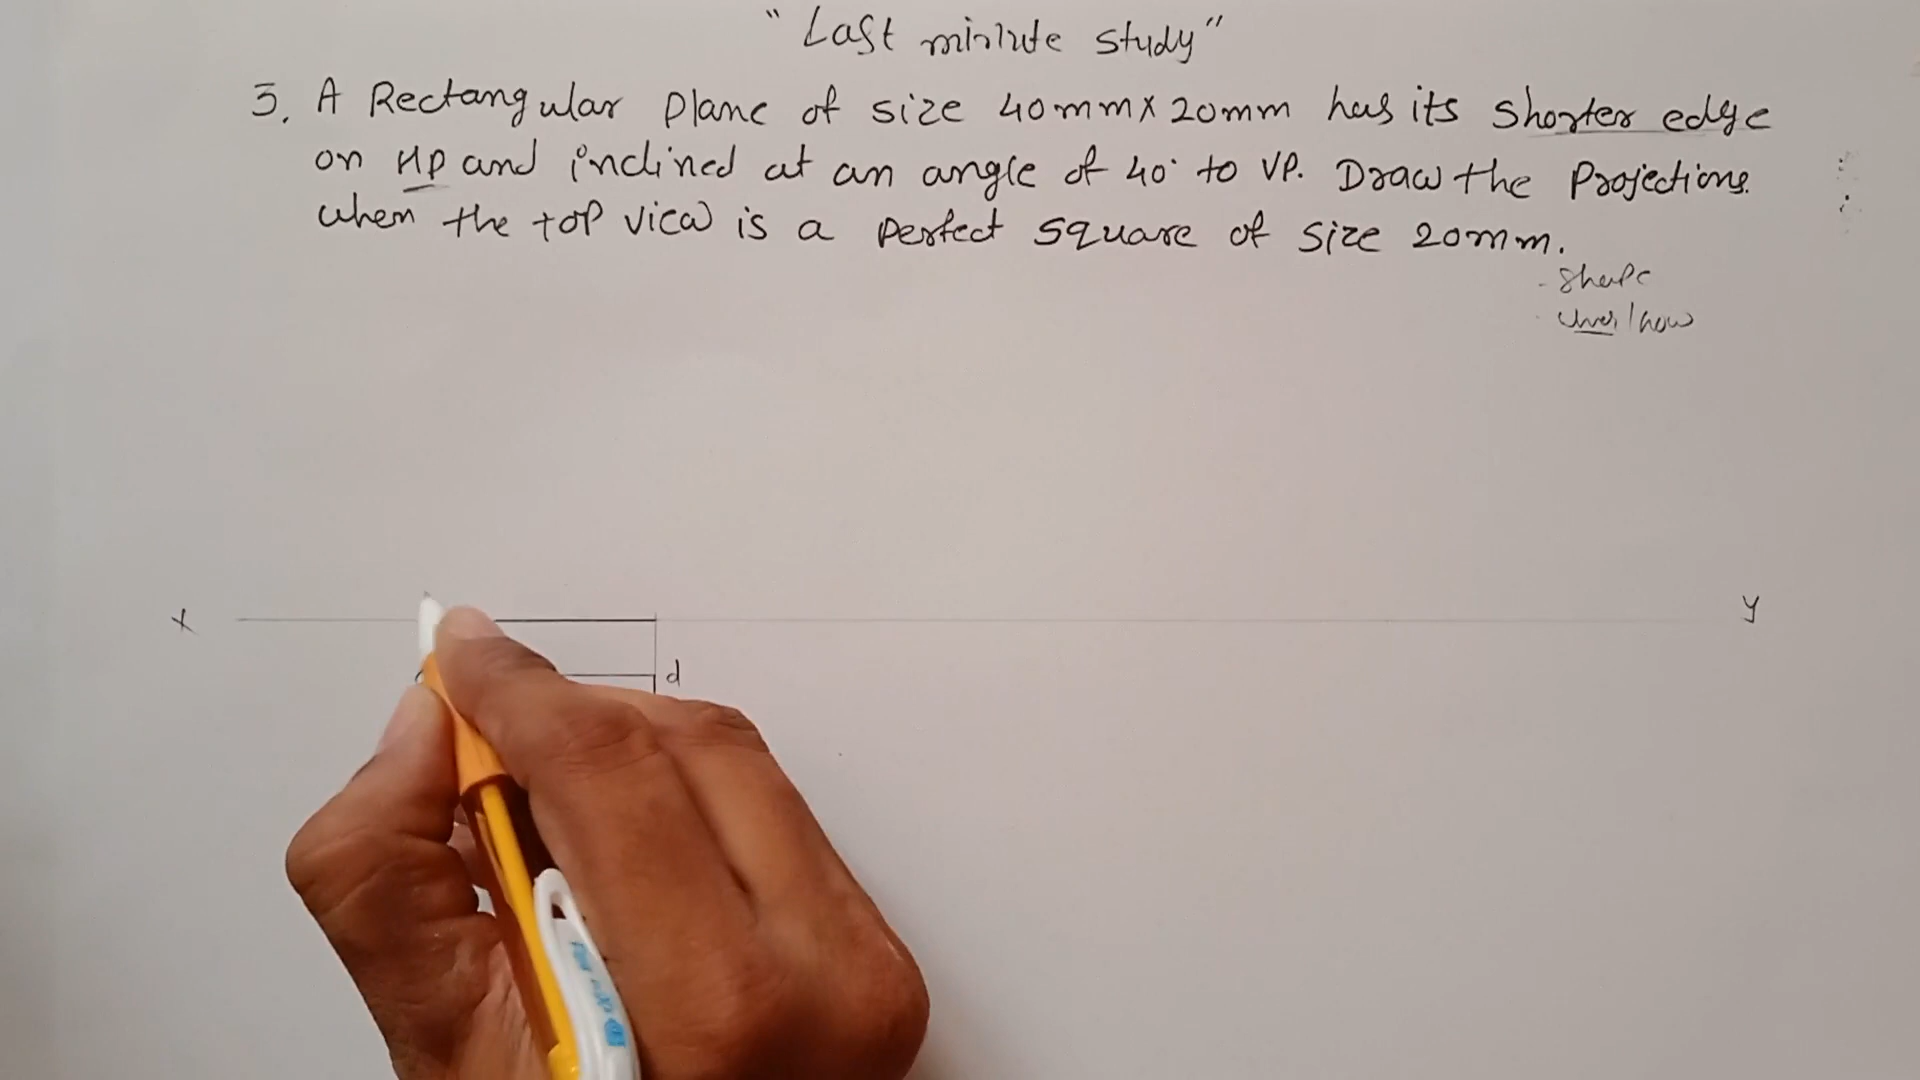 "Last minute study"
3. A Rectangular Plane of size 40mm x 20mm has its shorter edge
on HP and inclined at an angle of 40° to VP. Draw the Projections.
when the top view is a perfect square of size 20mm.
- shape
/ how
X
Y
d